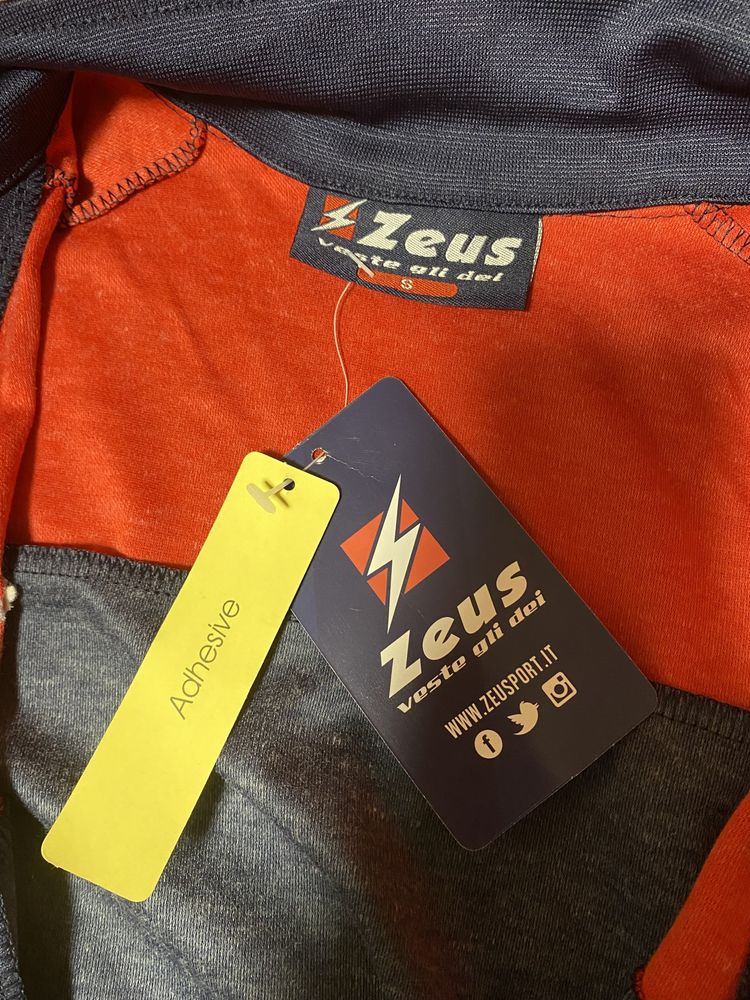 Zeus
veste gli dei
S
Adhesive
Zeus
veste gli dei
WWW.ZEUSPORT.IT
f